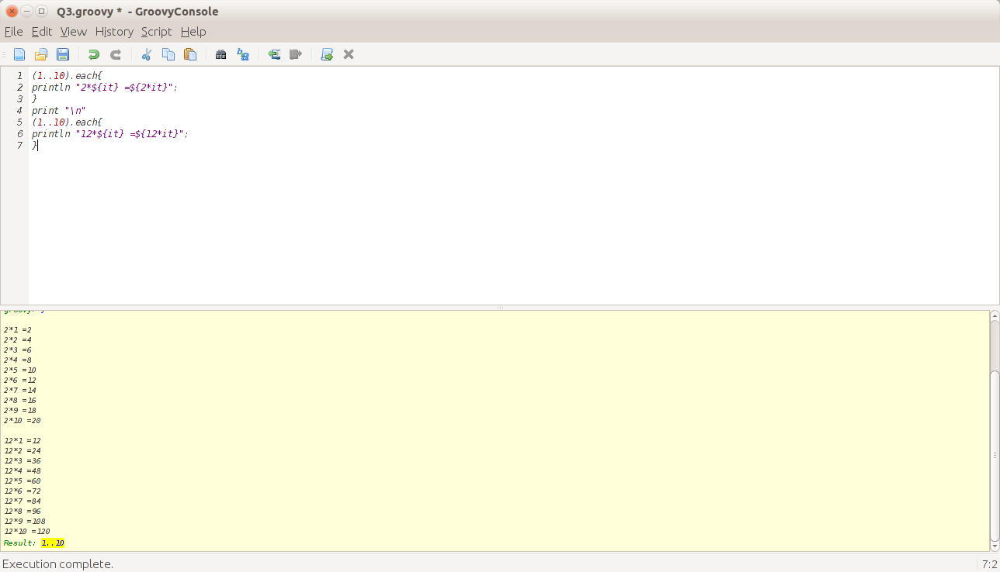 Q3.groovy * - GroovyConsole
File Edit View History Script Help
1 (1..10).each{
2 println "2*${it} =${2*it}";
3 }
4 print "\n"
5 (1..10).each{
6 println "12*${it} =${12*it}";
7 }
groovy> }
2*1 =2
2*2 =4
2*3 =6
2*4 =8
2*5 =10
2*6 =12
2*7 =14
2*8 =16
2*9 =18
2*10 =20
12*1 =12
12*2 =24
12*3 =36
12*4 =48
12*5 =60
12*6 =72
12*7 =84
12*8 =96
12*9 =108
12*10 =120
Result: 1..10
Execution complete.
7:2